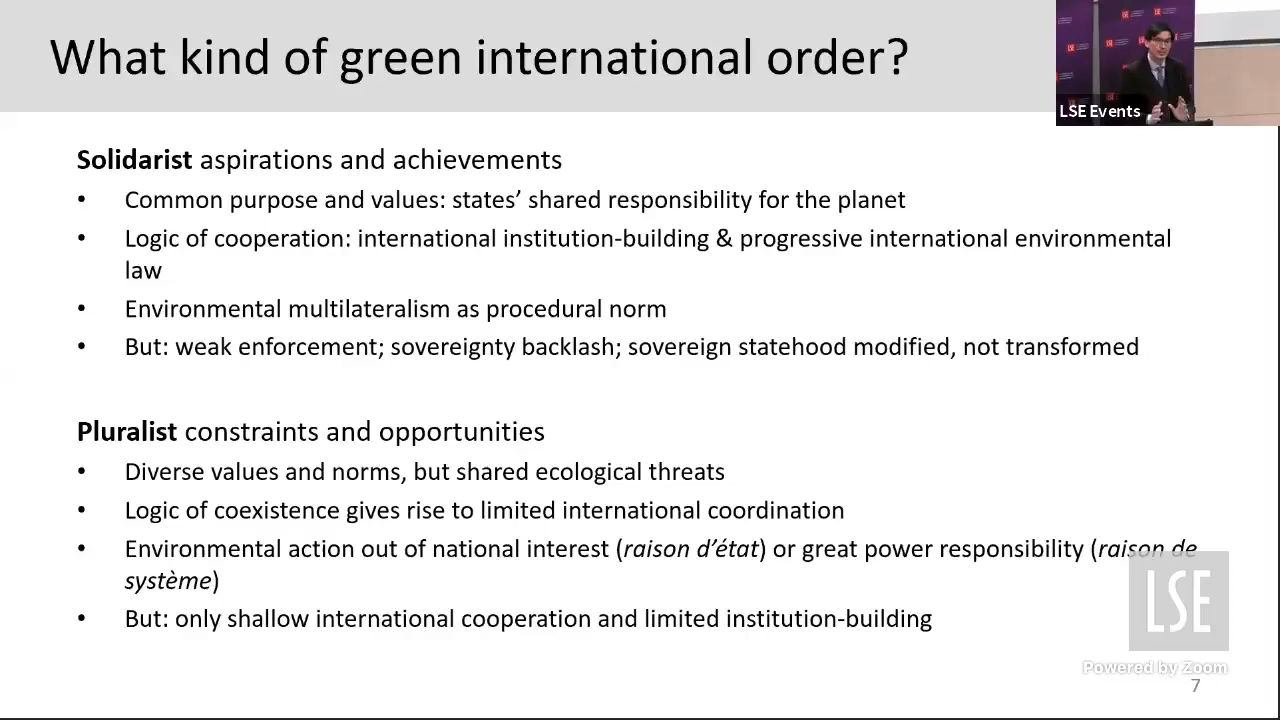 What kind of green international order?
LSE Events
Solidarist aspirations and achievements
• Common purpose and values: states’ shared responsibility for the planet
• Logic of cooperation: international institution-building & progressive international environmental
law
• Environmental multilateralism as procedural norm
• But: weak enforcement; sovereignty backlash; sovereign statehood modified, not transformed
Pluralist constraints and opportunities
• Diverse values and norms, but shared ecological threats
• Logic of coexistence gives rise to limited international coordination
• Environmental action out of national interest (raison d’état) or great power responsibility (raison de
système)
• But: only shallow international cooperation and limited institution-building
LSE
Powered by Zoom
7